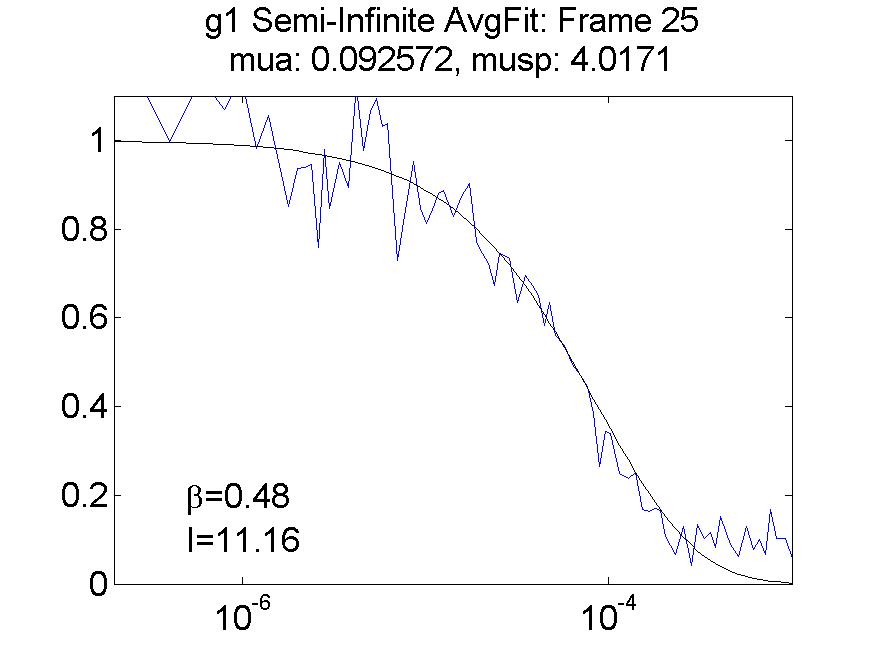 g1 Semi-Infinite AvgFit: Frame 25
mua: 0.092572, musp: 4.0171
1
0.8
0.6
0.4
0.2
0
β=0.48
I=11.16
10^-6
10^-4